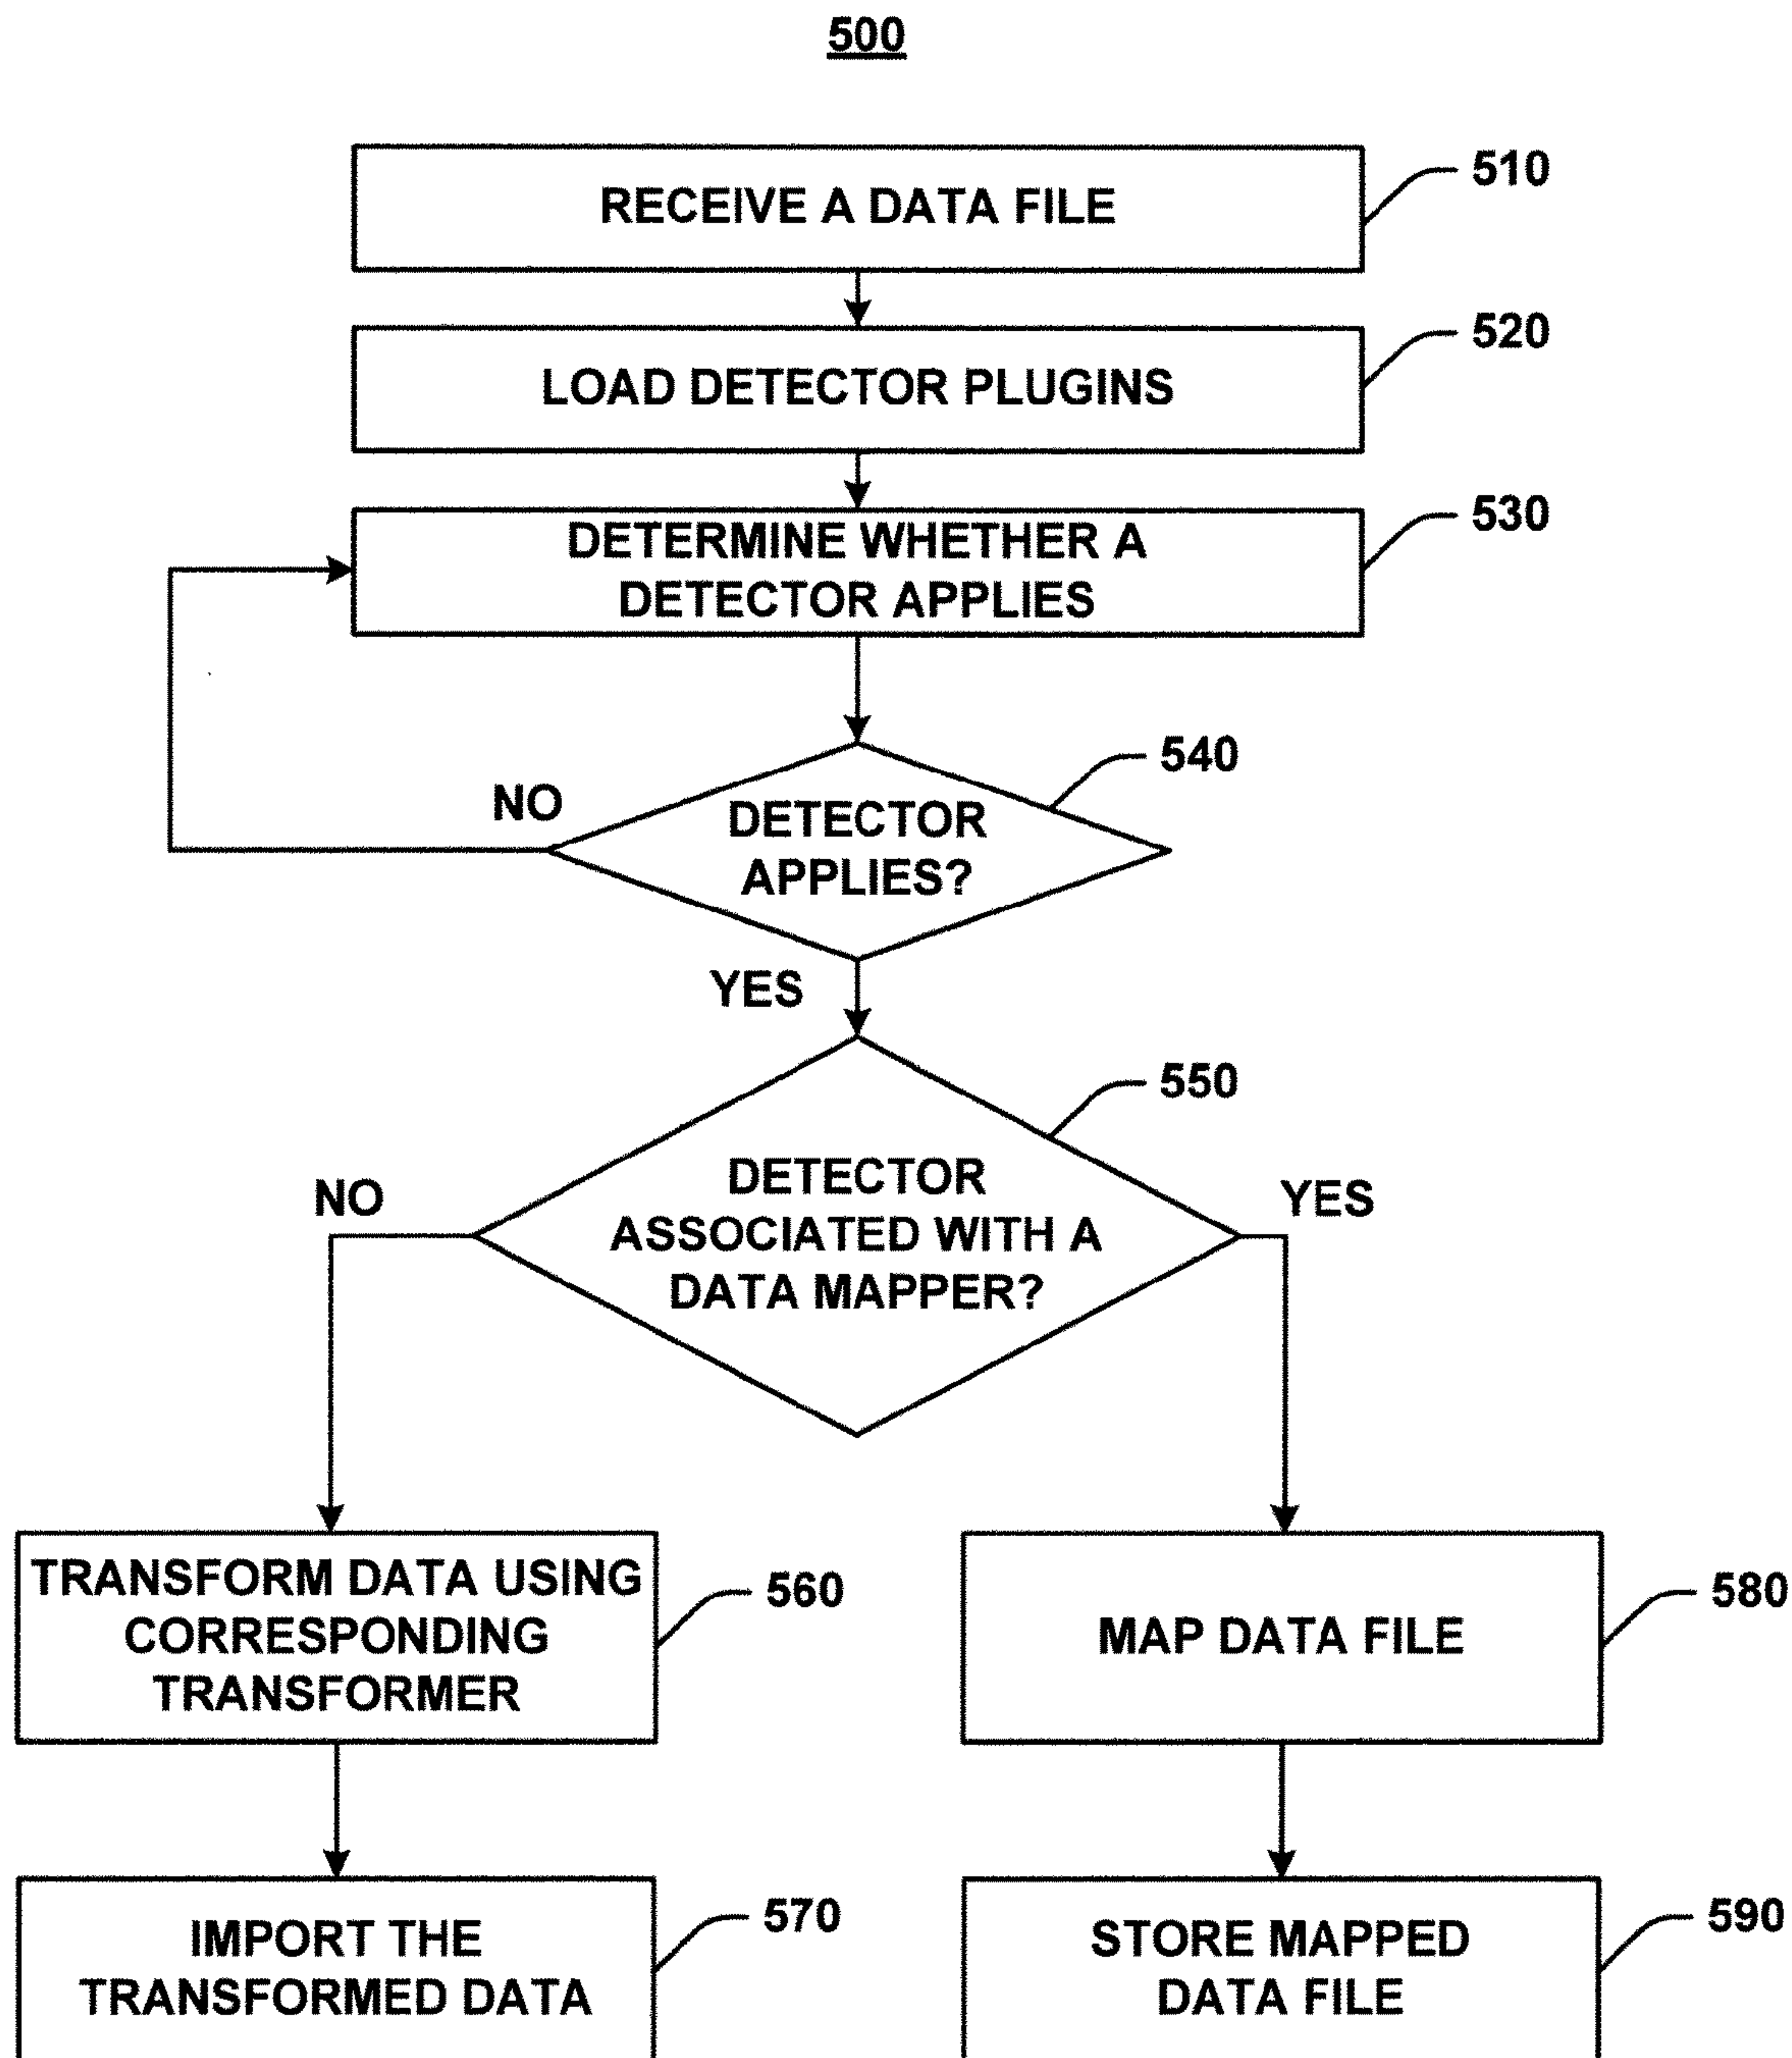 500
RECEIVE A DATA FILE
510
LOAD DETECTOR PLUGINS
520
DETERMINE WHETHER A
DETECTOR APPLIES
530
DETECTOR
APPLIES?
540
NO
YES
DETECTOR
ASSOCIATED WITH A
DATA MAPPER?
550
NO
YES
TRANSFORM DATA USING
CORRESPONDING
TRANSFORMER
560
MAP DATA FILE
580
IMPORT THE
TRANSFORMED DATA
570
STORE MAPPED
DATA FILE
590